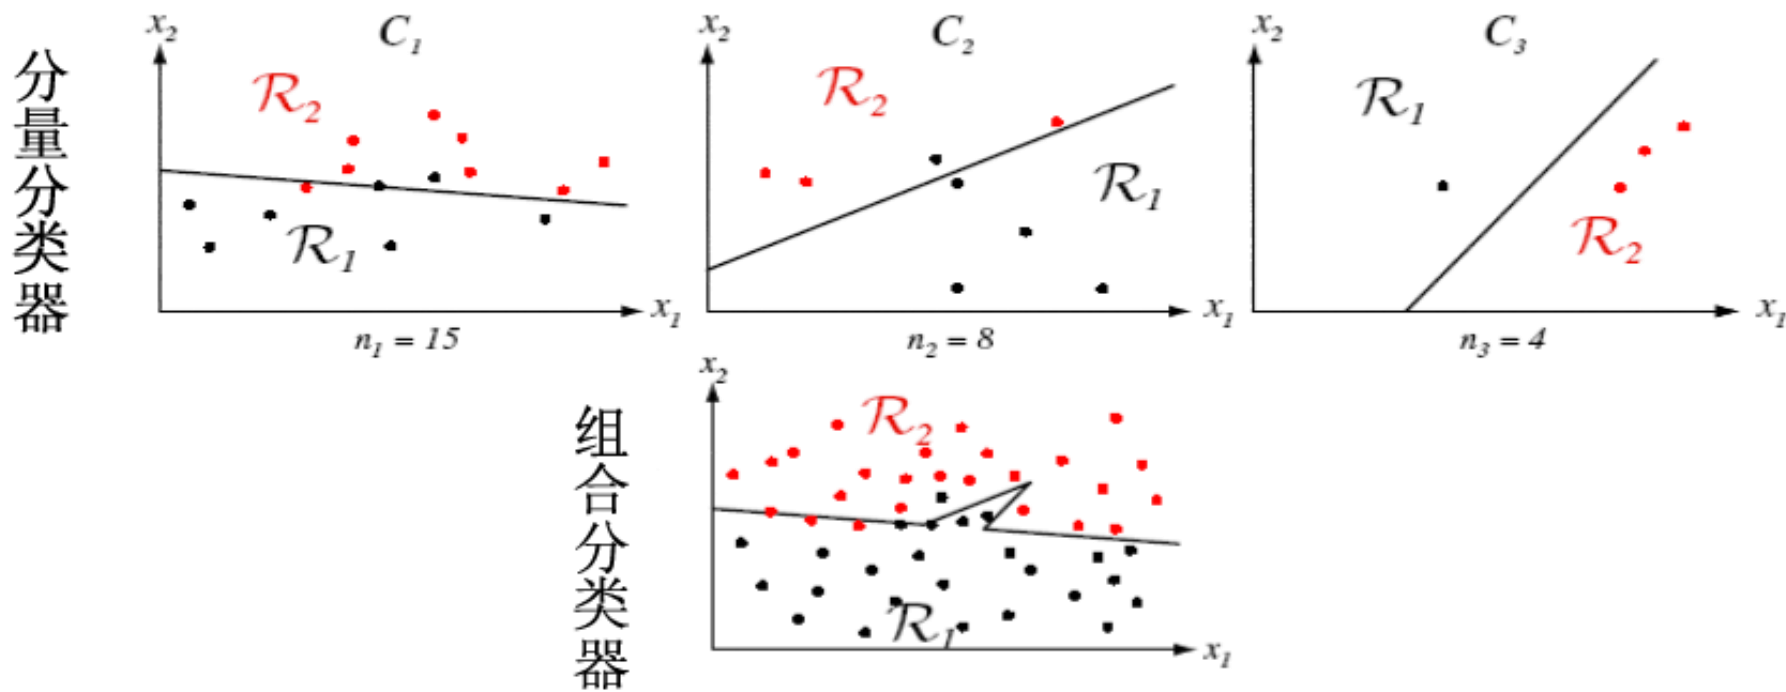 分量分类器
x₂
C₁
R₂
R₁
x₁
n₁ = 15
x₂
C₂
R₂
R₁
x₁
n₂ = 8
x₂
C₃
R₁
R₂
x₁
n₃ = 4
组合分类器
x₂
R₂
R₁
x₁